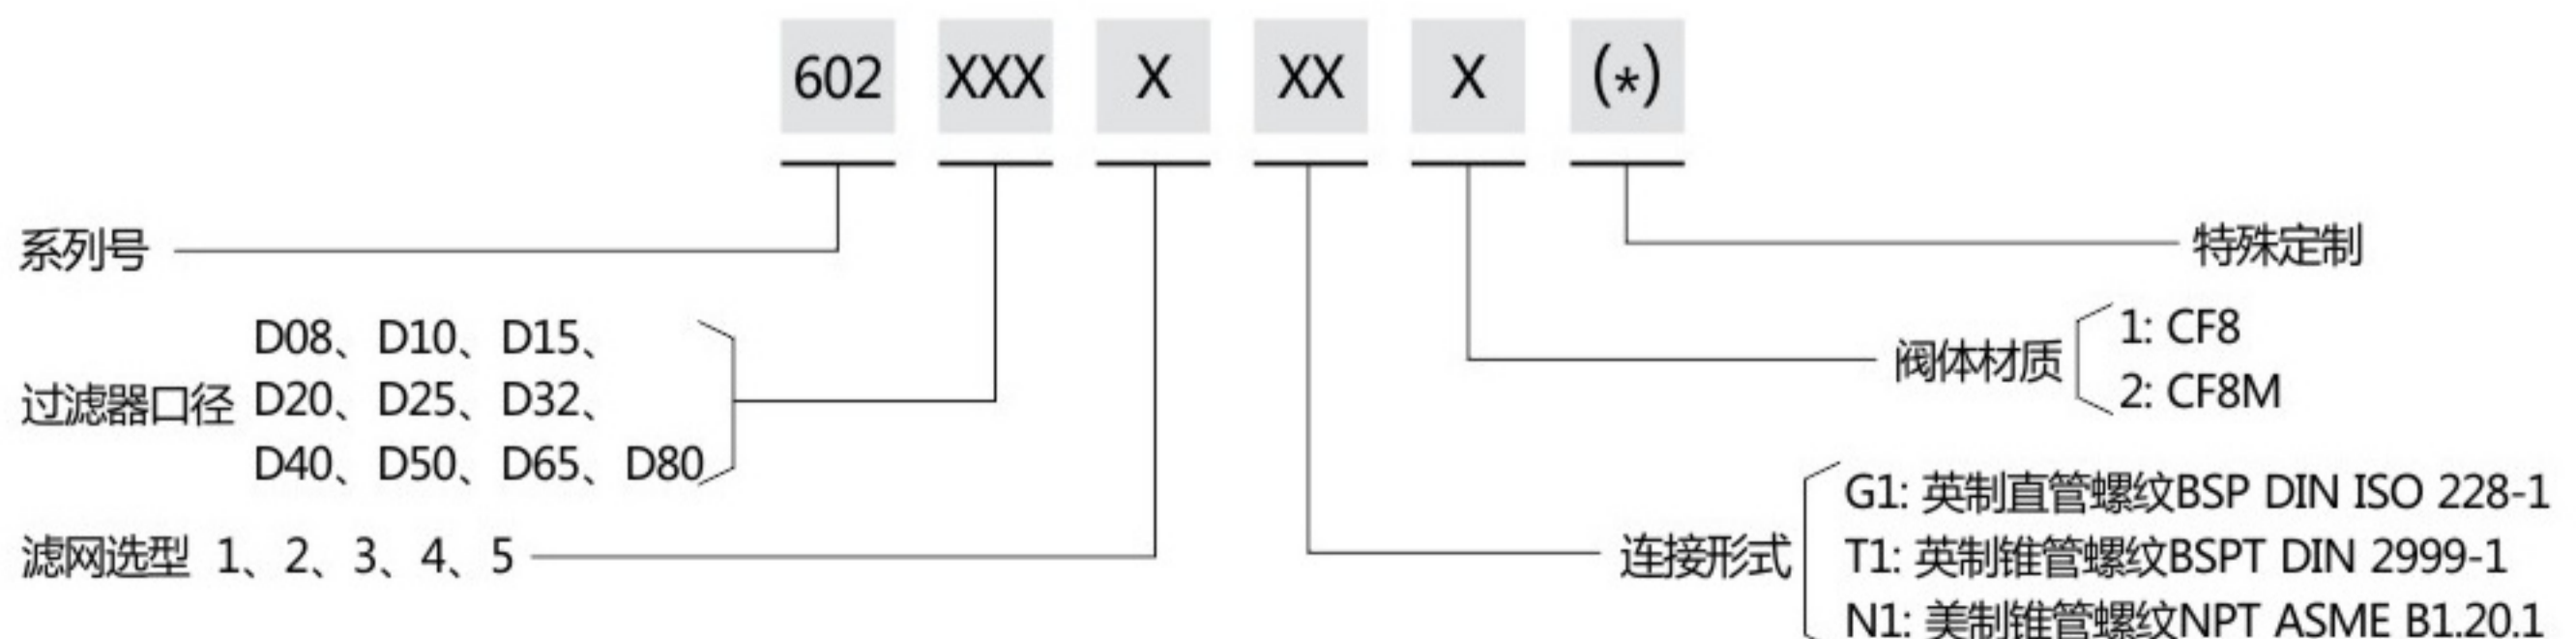 602 XXX X XX X (*)
系列号
过滤器口径
D08、D10、D15、
D20、D25、D32、
D40、D50、D65、D80
滤网选型 1、2、3、4、5
特殊定制
阀体材质
1: CF8
2: CF8M
连接形式
G1: 英制直管螺纹BSP DIN ISO 228-1
T1: 英制锥管螺纹BSPT DIN 2999-1
N1: 美制锥管螺纹NPT ASME B1.20.1